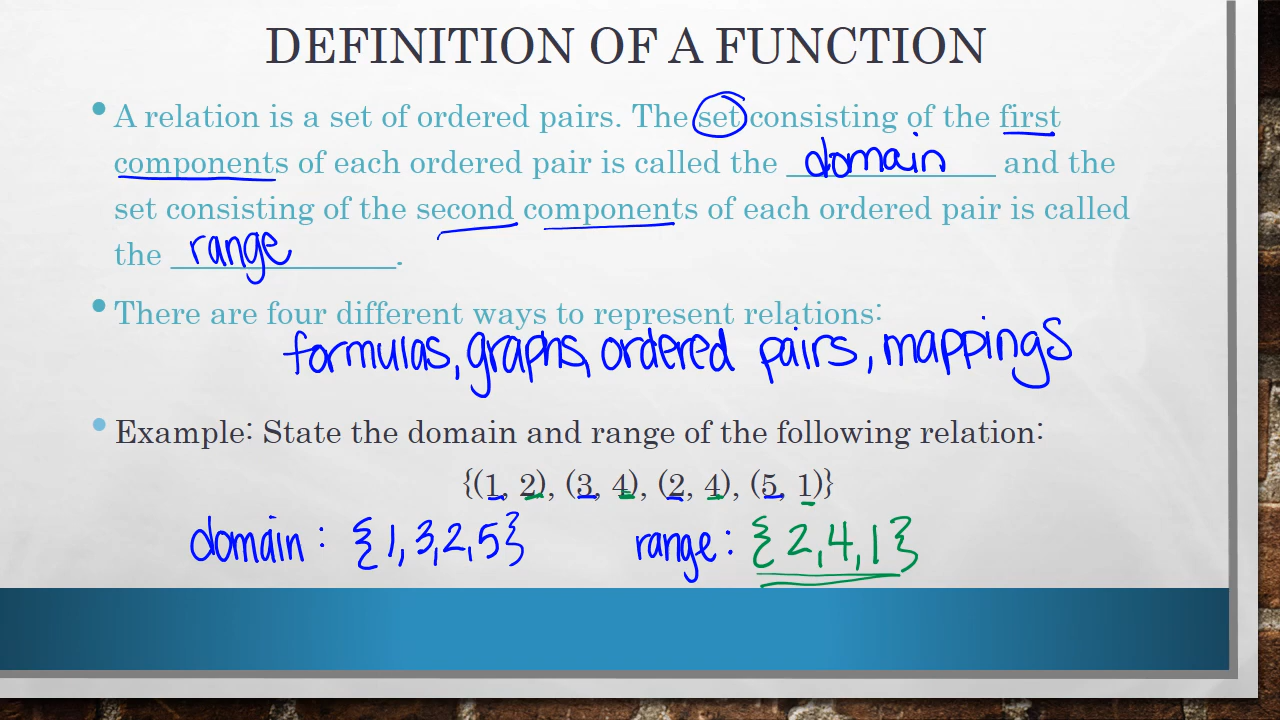 DEFINITION OF A FUNCTION
• A relation is a set of ordered pairs. The set consisting of the first
components of each ordered pair is called the domain and the
set consisting of the second components of each ordered pair is called
the range.
• There are four different ways to represent relations:
formulas, graphs, ordered pairs, mappings
• Example: State the domain and range of the following relation:
{(1, 2), (3, 4), (2, 4), (5, 1)}
domain: {1,3,2,5} range: {2,4,1}